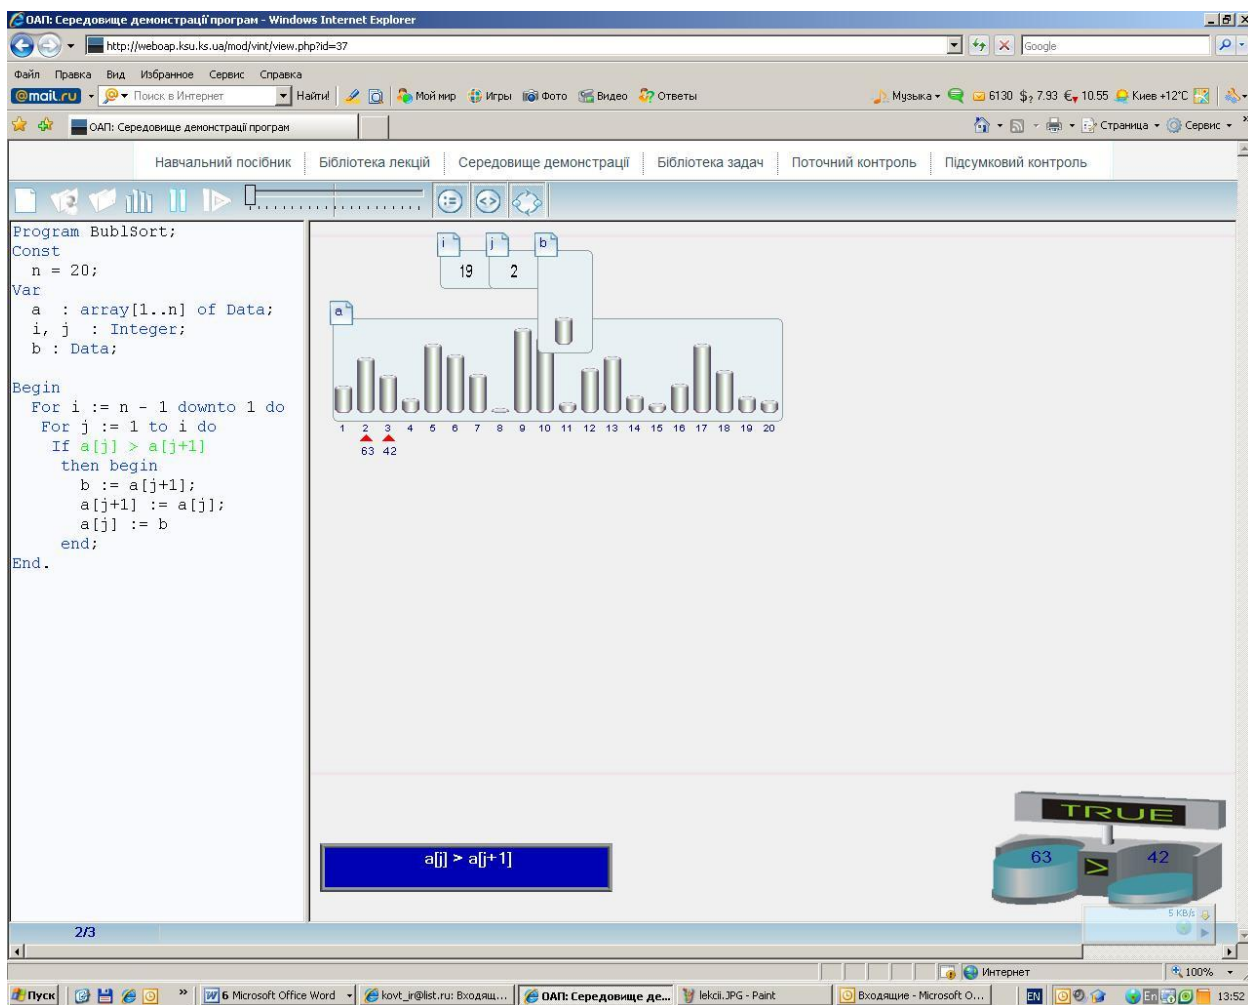 ОАП: Середовище демонстрації програм - Windows Internet Explorer
http://weboap.ksu.ks.ua/mod/vint/view.php?id=37
Google
Файл Правка Вид Избранное Сервис Справка
@mail.ru Поиск в Интернет Найти! Мой мир Игры Фото Видео Ответы Музыка 6130 $ 7.93 € 10.55 Киев +12°C
ОАП: Середовище демонстрації програм Страница Сервис
Навчальний посібник Бібліотека лекцій Середовище демонстрації Бібліотека задач Поточний контроль Підсумковий контроль
:= <>
Program BublSort;
Const
n = 20;
Var
a : array[1..n] of Data;
i, j : Integer;
b : Data;
Begin
For i := n - 1 downto 1 do
For j := 1 to i do
If a[j] > a[j+1]
then begin
b := a[j+1];
a[j+1] := a[j];
a[j] := b
end;
End.
i j b
19 2
a
1 2 3 4 5 6 7 8 9 10 11 12 13 14 15 16 17 18 19 20
63 42
TRUE
63 > 42
a[j] > a[j+1]
5 KB/s
2/3
Интернет 100%
Пуск » 6 Microsoft Office Word kovt_ir@list.ru: Входящ... ОАП: Середовище де... lekcii.JPG - Paint Входящие - Microsoft O... EN En 13:52